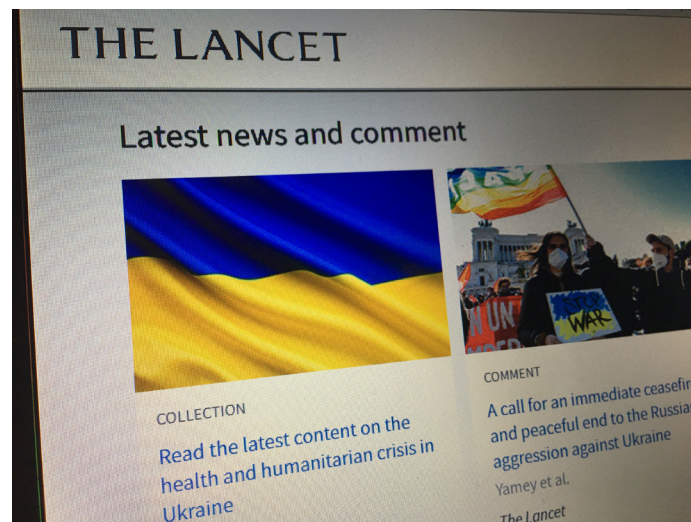 THE LANCET
Latest news and comment
STOP
WAR
N UN
COLLECTION
Read the latest content on the
health and humanitarian crisis in
Ukraine
COMMENT
A call for an immediate ceasefir
and peaceful end to the Russia
aggression against Ukraine
Yamey et al.
The Lancet